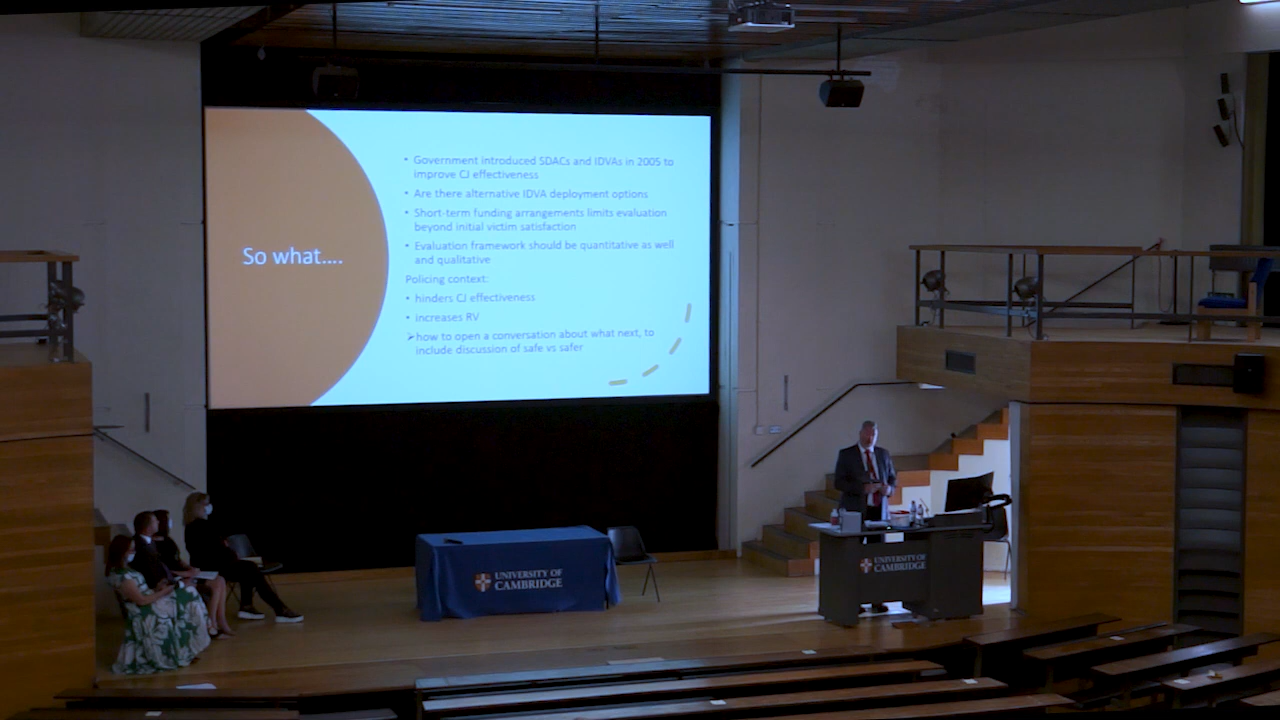 So what....
• Government introduced SDACs and IDVAs in 2005 to
improve CJ effectiveness
• Are there alternative IDVA deployment options
• Short-term funding arrangements limits evaluation
beyond initial victim satisfaction
• Evaluation framework should be quantitative as well
and qualitative
Policing context:
• hinders CJ effectiveness
• increases RV
➢how to open a conversation about what next, to
include discussion of safe vs safer
UNIVERSITY OF
CAMBRIDGE
UNIVERSITY OF
CAMBRIDGE